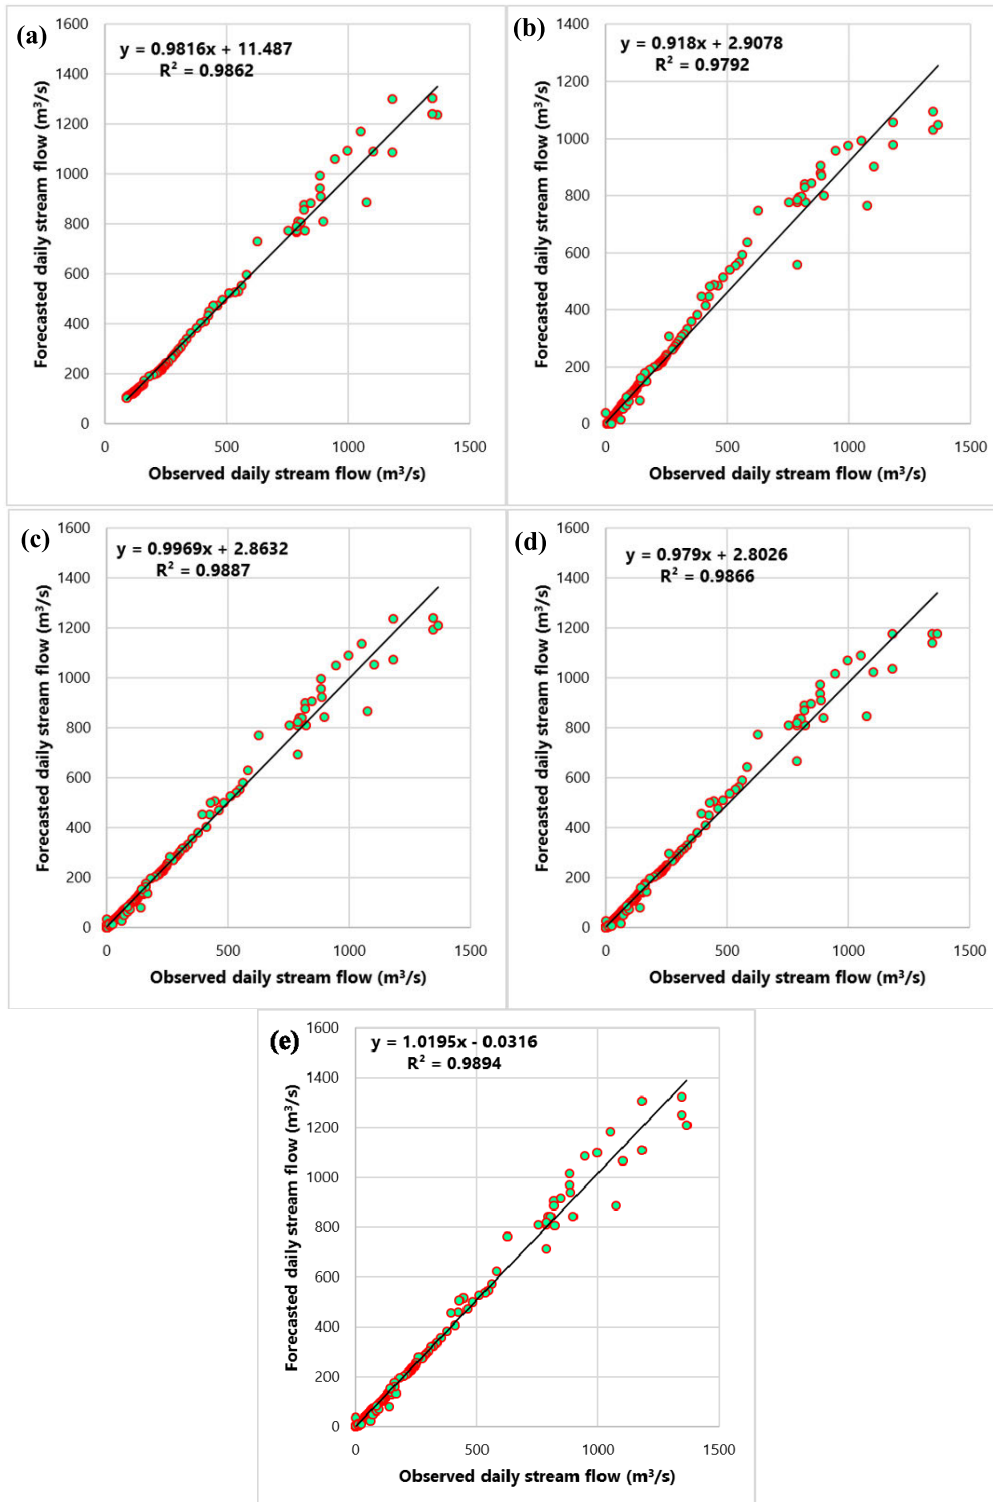 (a)
y = 0.9816x + 11.487
R² = 0.9862
Forecasted daily stream flow (m³/s)
1600
1400
1200
1000
800
600
400
200
0
0 500 1000 1500
Observed daily stream flow (m³/s)
(b)
y = 0.918x + 2.9078
R² = 0.9792
Forecasted daily stream flow (m³/s)
1400
1200
1000
800
600
400
200
0
0 500 1000 1500
Observed daily stream flow (m³/s)
(c)
y = 0.9969x + 2.8632
R² = 0.9887
Forecasted daily stream flow (m³/s)
1600
1400
1200
1000
800
600
400
200
0
0 500 1000 1500
Observed daily stream flow (m³/s)
(d)
y = 0.979x + 2.8026
R² = 0.9866
Forecasted daily stream flow (m³/s)
1600
1400
1200
1000
800
600
400
200
0
0 500 1000 1500
Observed daily stream flow (m³/s)
(e)
y = 1.0195x - 0.0316
R² = 0.9894
Forecasted daily stream flow (m³/s)
1600
1400
1200
1000
800
600
400
200
0
0 500 1000 1500
Observed daily stream flow (m³/s)